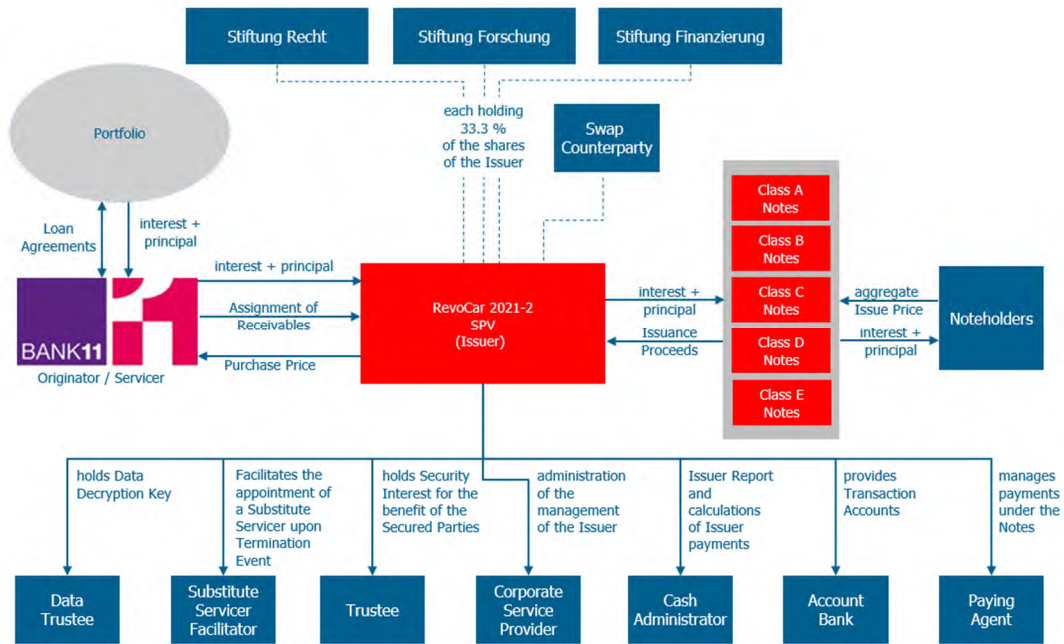 Stiftung Recht
Stiftung Forschung
Stiftung Finanzierung
each holding
33.3 %
of the shares
of the Issuer
Swap
Counterparty
Portfolio
Loan
Agreements
interest +
principal
BANK11
11
Originator / Servicer
interest + principal
Assignment of
Receivables
Purchase Price
RevoCar 2021-2
SPV
(Issuer)
interest +
principal
Issuance
Proceeds
Class A
Notes
Class B
Notes
Class C
Notes
Class D
Notes
Class E
Notes
aggregate
Issue Price
interest +
principal
Noteholders
holds Data
Decryption Key
Facilitates the
appointment of
a Substitute
Servicer upon
Termination
Event
holds Security
Interest for the
benefit of the
Secured Parties
administration
of the
management
of the Issuer
Issuer Report
and
calculations
of Issuer
payments
provides
Transaction
Accounts
manages
payments
under the
Notes
Data
Trustee
Substitute
Servicer
Facilitator
Trustee
Corporate
Service
Provider
Cash
Administrator
Account
Bank
Paying
Agent